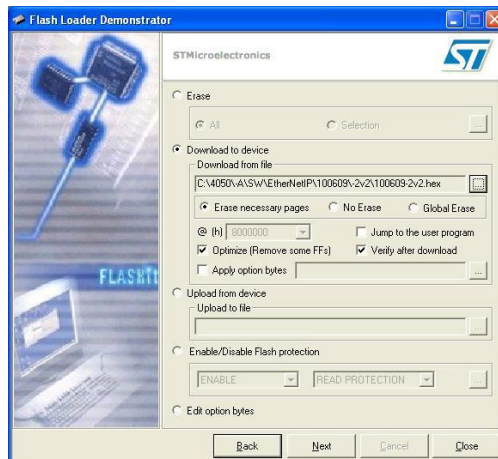 Flash Loader Demonstrator
STMicroelectronics
ST
Erase
All Selection ...
Download to device
Download from file
C:\4050\-A\SW\EtherNetIP\100609\-2v2\100609-2v2.hex ...
Erase necessary pages No Erase Global Erase
@ (h) 8000000 Jump to the user program
Optimize (Remove some FFs) Verify after download
Apply option bytes ...
FLASHIt
Upload from device
Upload to file
...
Enable/Disable Flash protection
ENABLE READ PROTECTION ...
Edit option bytes
Back Next Cancel Close